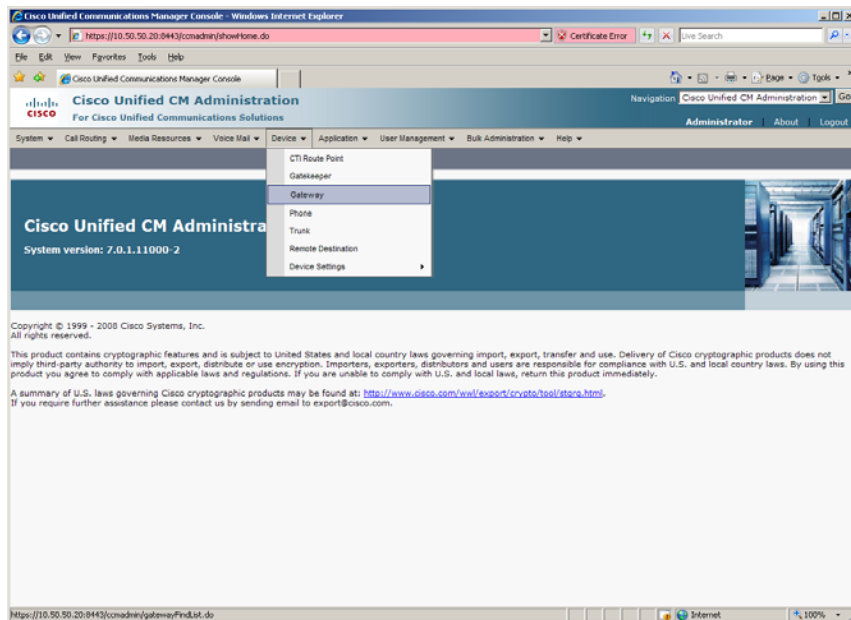 Cisco Unified Communications Manager Console - Windows Internet Explorer
https://10.50.50.20:8443/ccmadmin/showHome.do
Certificate Error
Live Search
File Edit View Favorites Tools Help
Cisco Unified Communications Manager Console
Page Tools
cisco
Cisco Unified CM Administration
For Cisco Unified Communications Solutions
Navigation Cisco Unified CM Administration Go
Administrator | About | Logout
System Call Routing Media Resources Voice Mail Device Application User Management Bulk Administration Help
CTI Route Point
Gatekeeper
Gateway
Phone
Trunk
Remote Destination
Device Settings
Cisco Unified CM Administra
System version: 7.0.1.11000-2
Copyright © 1999 - 2008 Cisco Systems, Inc.
All rights reserved.
This product contains cryptographic features and is subject to United States and local country laws governing import, export, transfer and use. Delivery of Cisco cryptographic products does not
imply third-party authority to import, export, distribute or use encryption. Importers, exporters, distributors and users are responsible for compliance with U.S. and local country laws. By using this
product you agree to comply with applicable laws and regulations. If you are unable to comply with U.S. and local laws, return this product immediately.
A summary of U.S. laws governing Cisco cryptographic products may be found at: http://www.cisco.com/wwl/export/crypto/tool/stqrg.html.
If you require further assistance please contact us by sending email to export@cisco.com.
https://10.50.50.20:8443/ccmadmin/gatewayFindList.do
Internet
100%